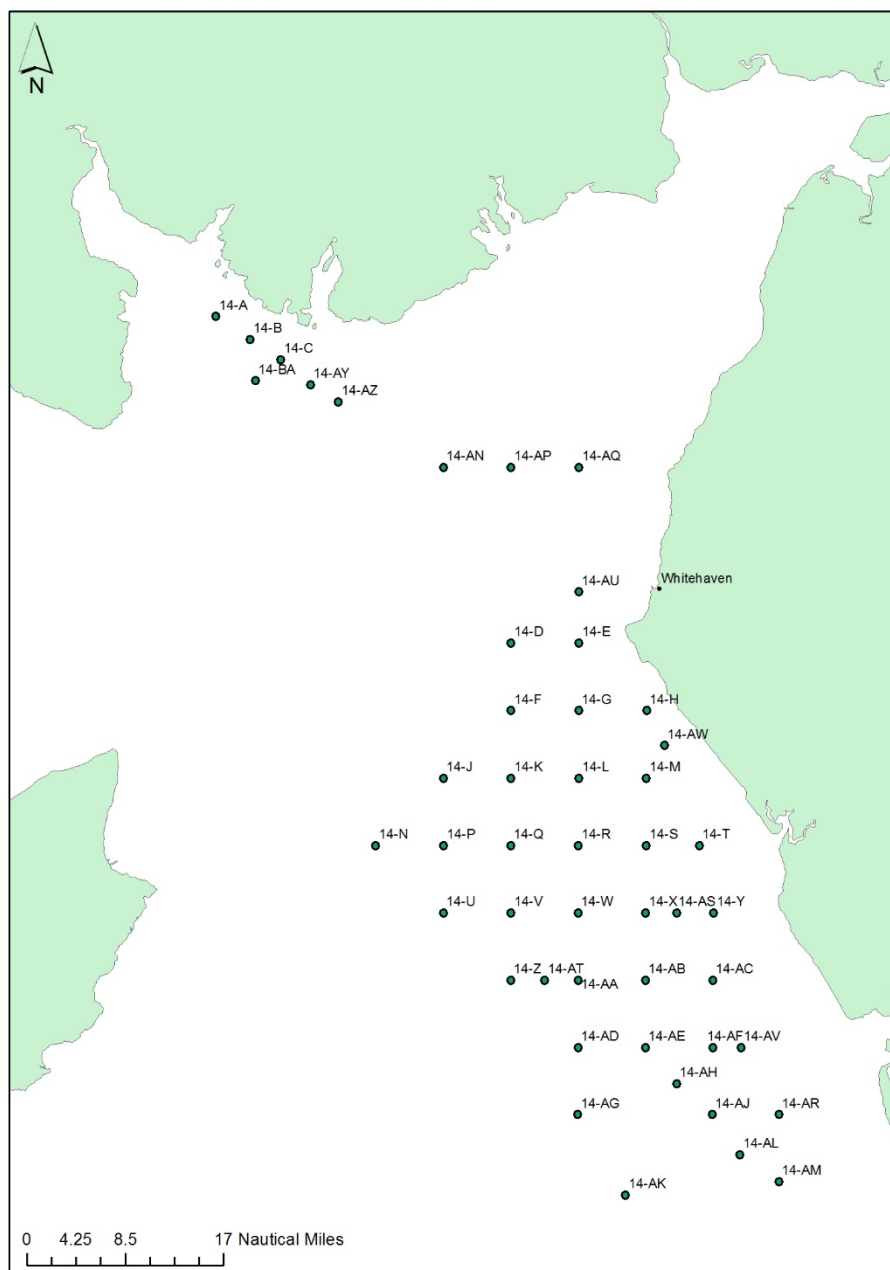 N
14-A
14-B
14-C
14-BA
14-AY
14-AZ
14-AN 14-AP 14-AQ
14-AU
Whitehaven
14-D 14-E
14-F 14-G 14-H
14-AW
14-J 14-K 14-L 14-M
14-N 14-P 14-Q 14-R 14-S 14-T
14-U 14-V 14-W 14-X 14-AS 14-Y
14-Z 14-AT 14-AA 14-AB 14-AC
14-AD 14-AE 14-AF 14-AV
14-AH
14-AG 14-AJ 14-AR
14-AL
14-AM
14-AK
0 4.25 8.5 17 Nautical Miles